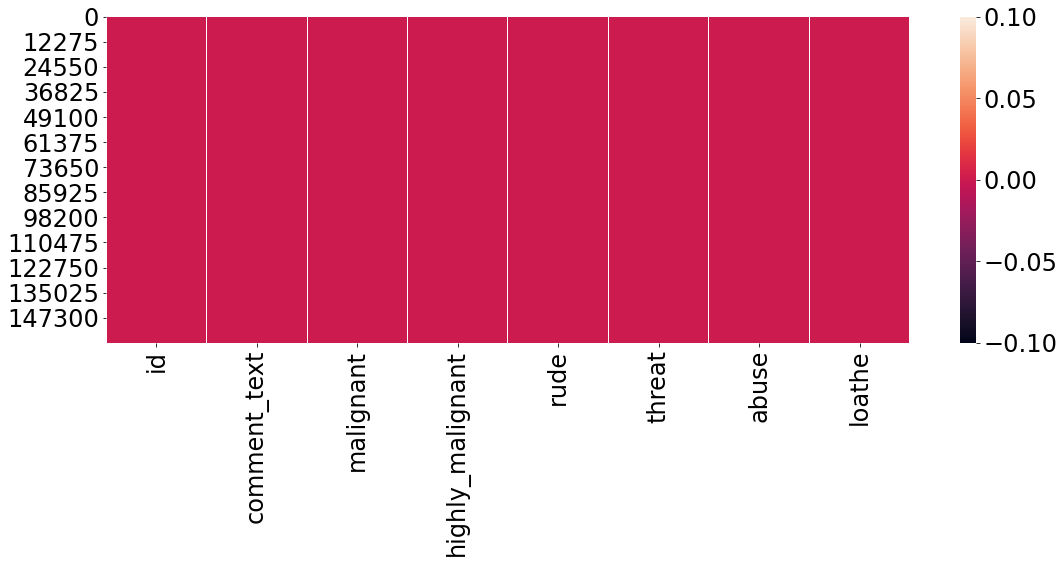 0
12275
24550
36825
49100
61375
73650
85925
98200
110475
122750
135025
147300
id
comment_text
malignant
highly_malignant
rude
threat
abuse
loathe
0.10
0.05
0.00
−0.05
−0.10